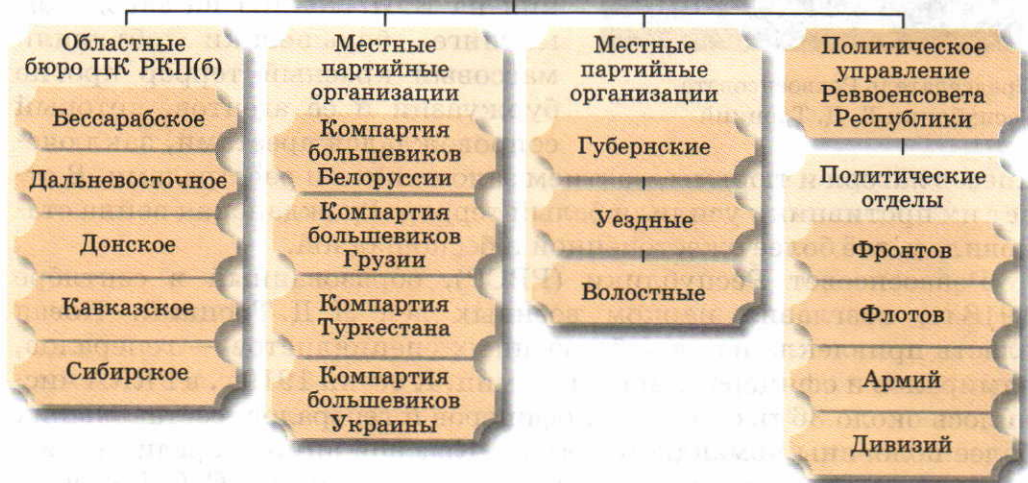 Областные
бюро ЦК РКП(б)
Бессарабское
Дальневосточное
Донское
Кавказское
Сибирское
Местные
партийные
организации
Компартия
большевиков
Белоруссии
Компартия
большевиков
Грузии
Компартия
Туркестана
Компартия
большевиков
Украины
Местные
партийные
организации
Губернские
Уездные
Волостные
Политическое
управление
Реввоенсовета
Республики
Политические
отделы
Фронтов
Флотов
Армий
Дивизий